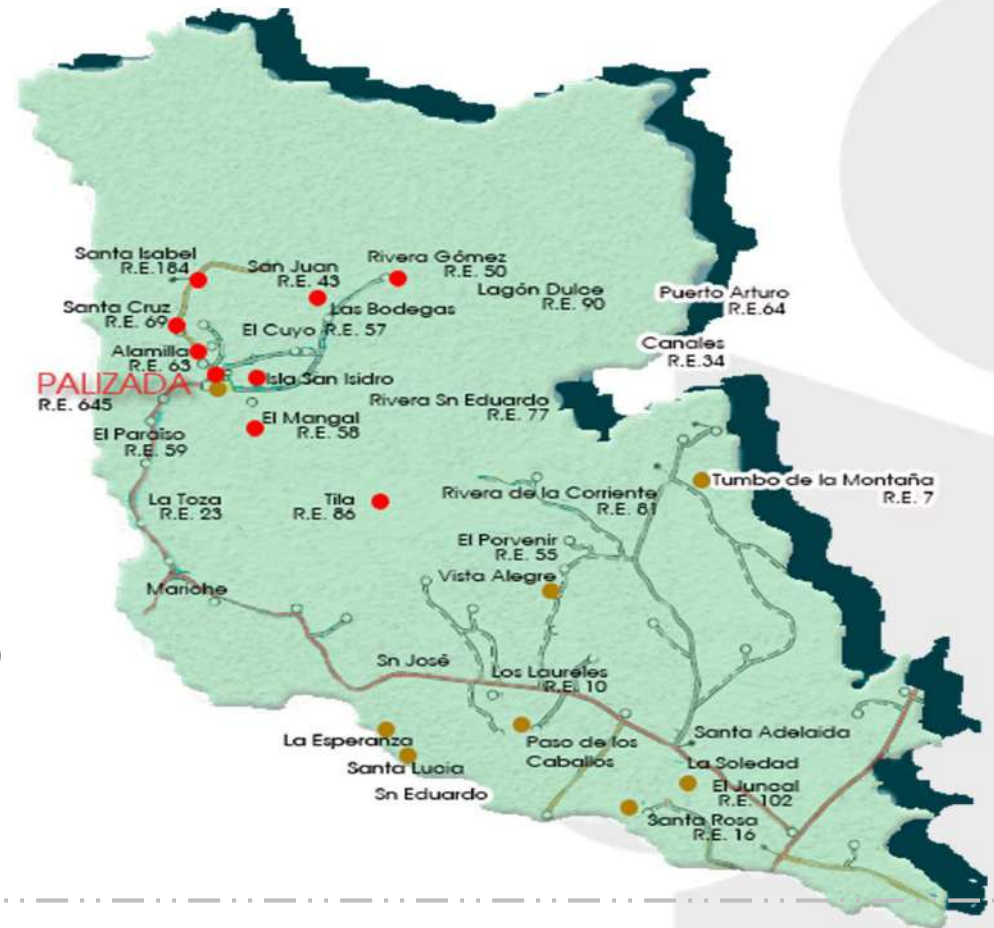 Santa Isabel
R.E.184
San Juan
R.E. 43
Rivera Gómez
R.E. 50
Lagón Dulce
R.E. 90
Puerto Arturo
R.E.64
Santa Cruz
R.E. 69
Las Bodegas
El Cuyo R.E. 57
Canales
R.E.34
Alamilla
R.E. 63
PALIZADA
R.E. 645
Isla San Isidro
Rivera Sn Eduardo
R.E. 77
El Mangal
R.E. 58
El Paraíso
R.E. 59
La Toza
R.E. 23
Tila
R.E. 86
Rivera de la Corriente
R.E. 81
Tumbo de la Montaña
R.E. 7
El Porvenir
R.E. 55
Vista Alegre
Mariche
Sn José
Los Laureles
R.E. 10
La Esperanza
Santa Lucia
Sn Eduardo
Paso de los
Caballos
Santa Adelaida
La Soledad
El Juncal
R.E. 102
Santa Rosa
R.E. 16